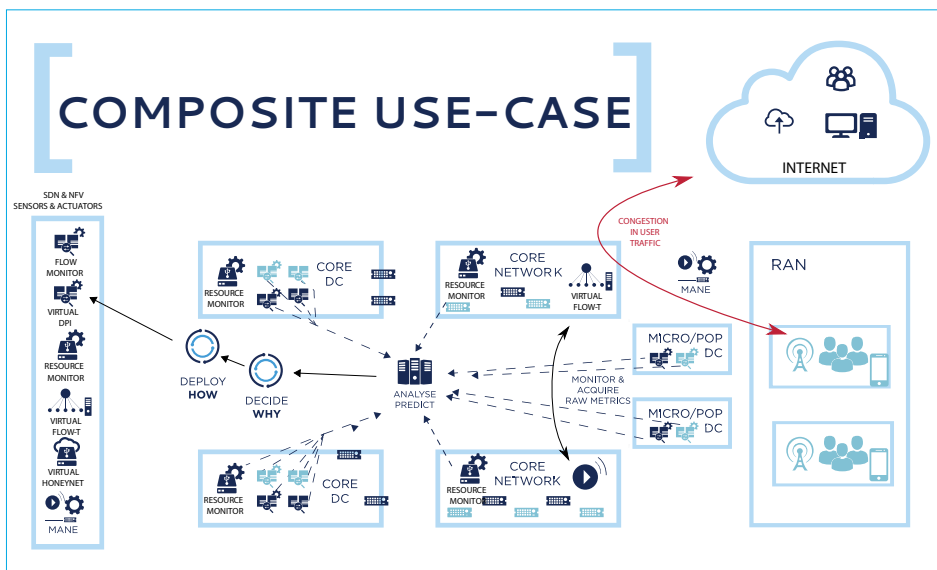 COMPOSITE USE-CASE
INTERNET
SDN & NFV
SENSORS & ACTUATORS
FLOW
MONITOR
VIRTUAL
DPI
RESOURCE
MONITOR
VIRTUAL
FLOW-T
VIRTUAL
HONEYNET
MANE
RESOURCE
MONITOR
CORE
DC
CORE
NETWORK
RESOURCE
MONITOR
VIRTUAL
FLOW-T
CONGESTION
IN USER
TRAFFIC
MANE
RAN
DEPLOY
HOW
DECIDE
WHY
ANALYSE
PREDICT
MONITOR &
ACQUIRE
RAW METRICS
MICRO/POP
DC
MICRO/POP
DC
RESOURCE
MONITOR
CORE
DC
CORE
NETWORK
RESOURCE
MONITOR